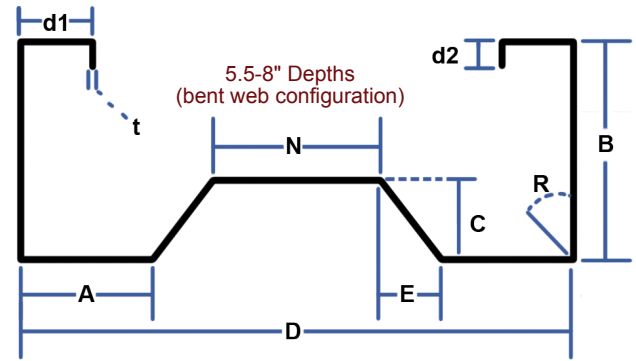 d1
d2
5.5-8" Depths
(bent web configuration)
t
N
B
R
C
A
E
D